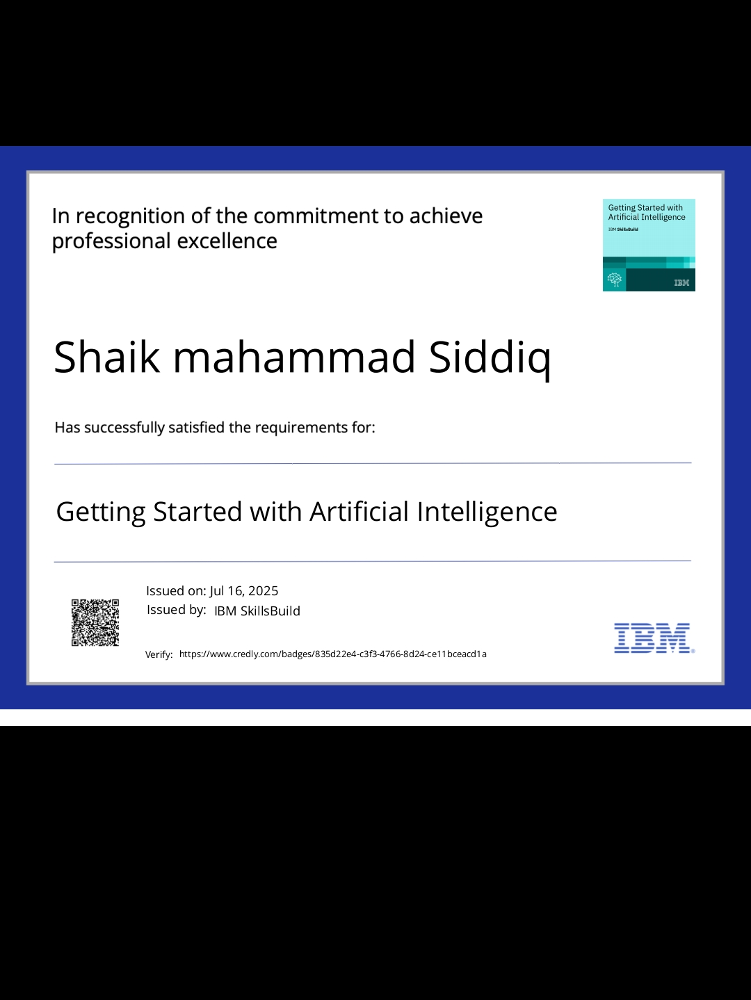 In recognition of the commitment to achieve
professional excellence
Getting Started with
Artificial Intelligence
IBM SkillsBuild
IBM
Shaik mahammad Siddiq
Has successfully satisfied the requirements for:
Getting Started with Artificial Intelligence
Issued on: Jul 16, 2025
Issued by: IBM SkillsBuild
Verify: https://www.credly.com/badges/835d22e4-c3f3-4766-8d24-ce11bceacd1a
IBM®